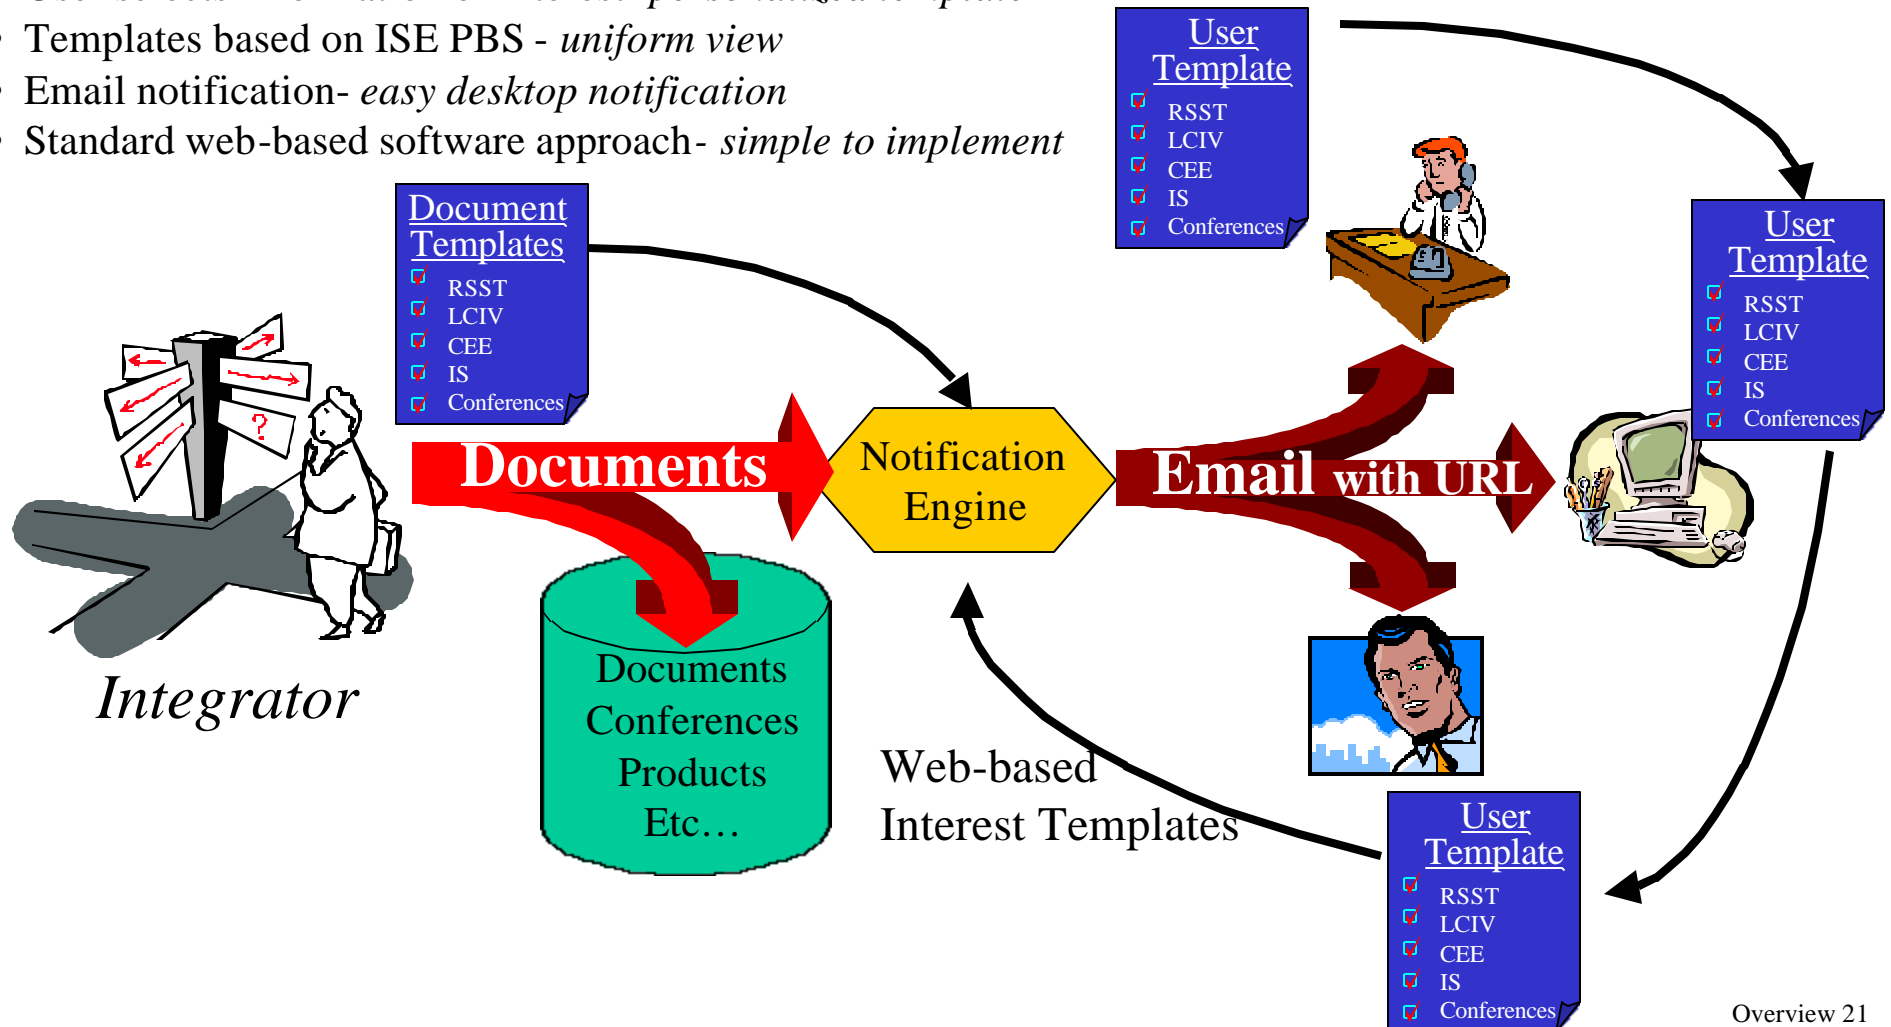 • Templates based on ISE PBS - uniform view
• Email notification- easy desktop notification
• Standard web-based software approach- simple to implement
User
Template
RSST
LCIV
CEE
IS
Conferences
Document
Templates
RSST
LCIV
CEE
IS
Conferences
User
Template
RSST
LCIV
CEE
IS
Conferences
?
Documents
Notification
Engine
Email with URL
Integrator
Documents
Conferences
Products
Etc…
Web-based
Interest Templates
User
Template
RSST
LCIV
CEE
IS
Conferences
Overview 21